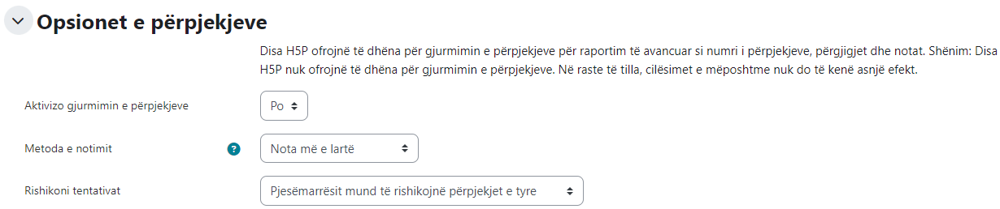 Opsionet e përpjekjeve
Disa H5P ofrojnë të dhëna për gjurmimin e përpjekjeve për raportim të avancuar si numri i përpjekjeve, përgjigjet dhe notat. Shënim: Disa
H5P nuk ofrojnë të dhëna për gjurmimin e përpjekjeve. Në raste të tilla, cilësimet e mëposhtme nuk do të kenë asnjë efekt.
Aktivizo gjurmimin e përpjekjeve Po
Metoda e notimit ? Nota më e lartë
Rishikoni tentativat Pjesëmarrësit mund të rishikojnë përpjekjet e tyre